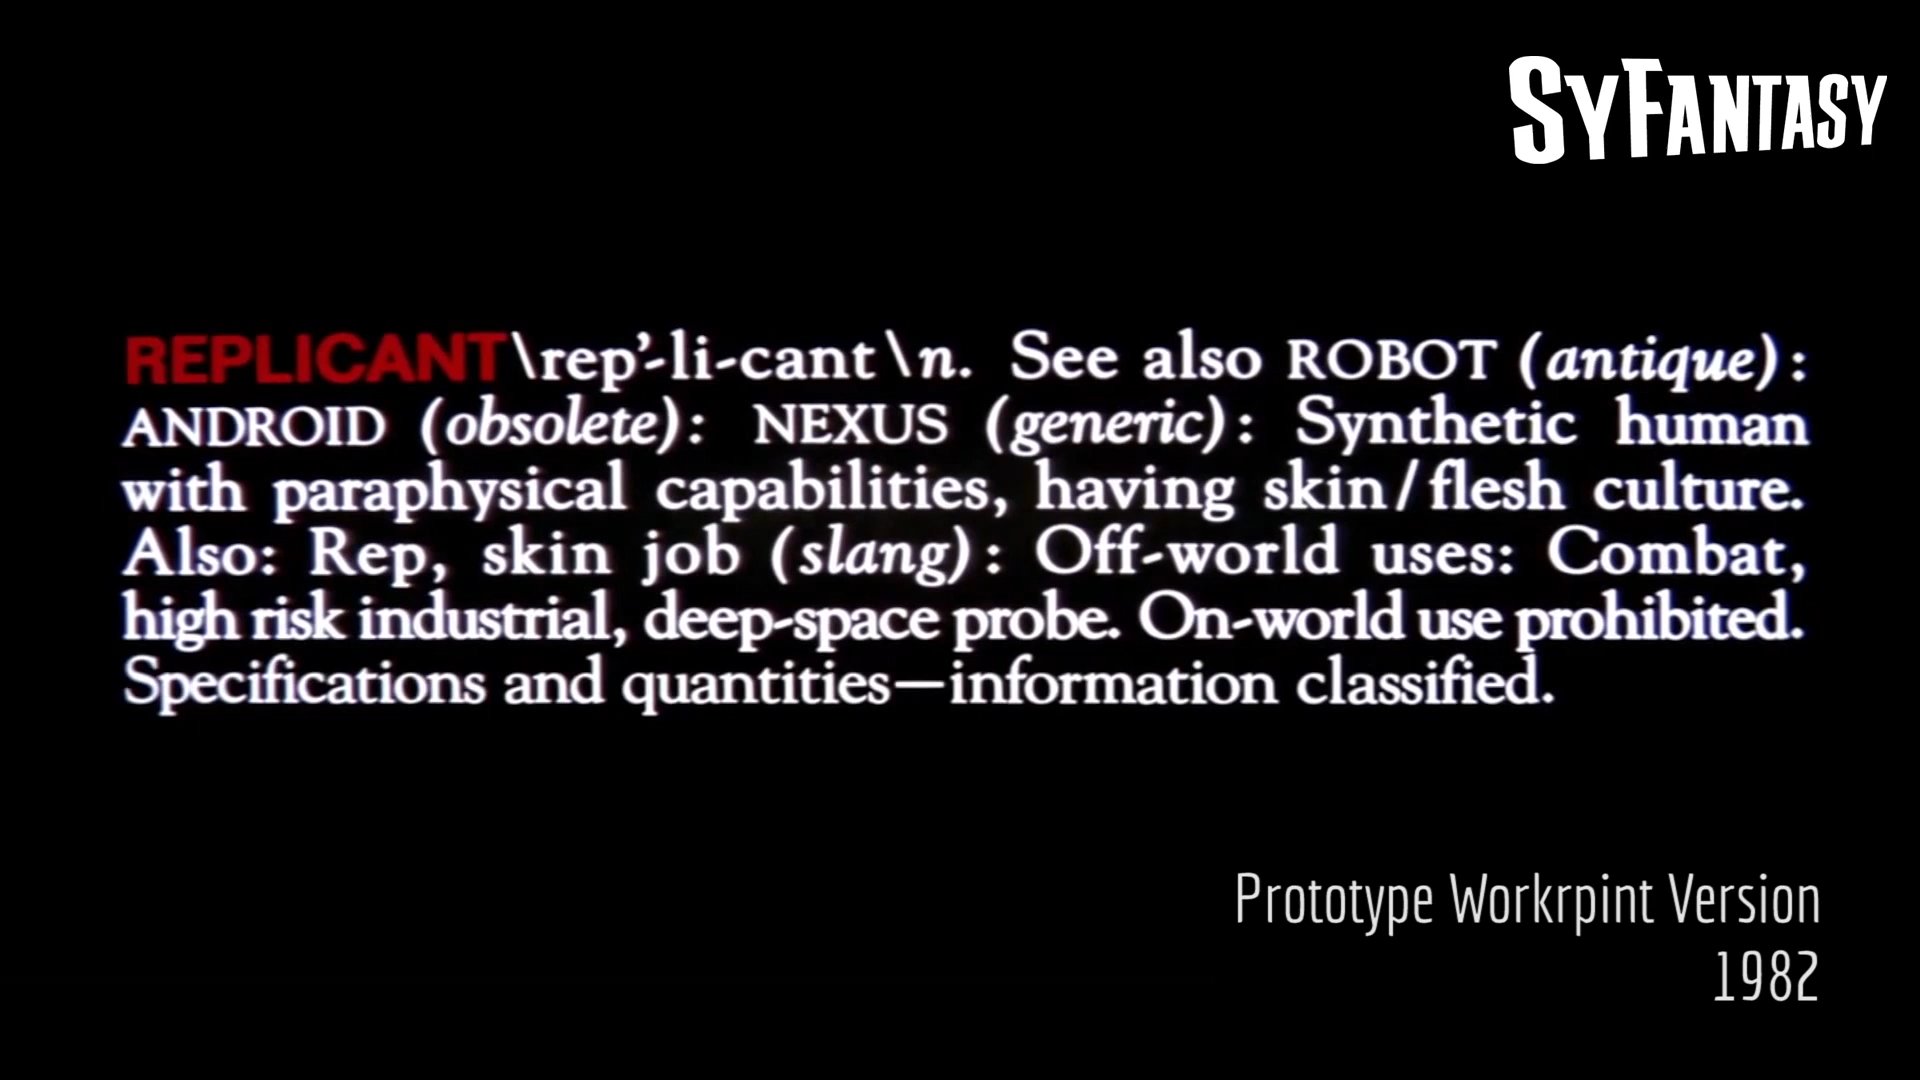 SYFANTASY
REPLICANT \rep’-li-cant \ n. See also ROBOT (antique) :
ANDROID (obsolete) : NEXUS (generic) : Synthetic human
with paraphysical capabilities, having skin / flesh culture.
Also: Rep, skin job (slang) : Off-world uses: Combat,
high risk industrial, deep-space probe. On-world use prohibited.
Specifications and quantities—information classified.
Prototype Workrpint Version
1982